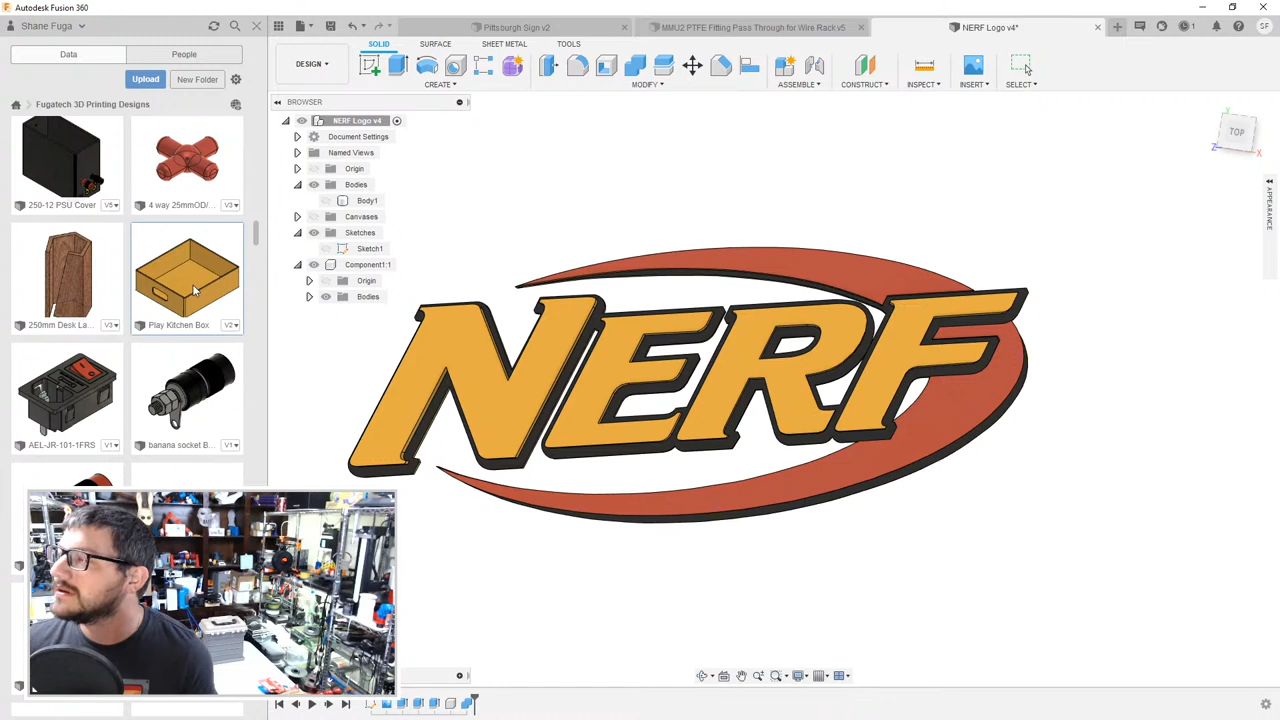 Autodesk Fusion 360
Shane Fuga
Pittsburgh Sign v2
MMU2 PTFE Fitting Pass Through for Wire Rack v5
NERF Logo v4*
1
SF
Data
People
Upload
New Folder
Fugatech 3D Printing Designs
250-12 PSU Cover
V5
4 way 25mmOD/...
V3
250mm Desk La...
V3
Play Kitchen Box
V2
AEL-JR-101-1FRS
V1
banana socket B...
V1
DESIGN
SOLID
SURFACE
SHEET METAL
TOOLS
CREATE
MODIFY
ASSEMBLE
CONSTRUCT
INSPECT
INSERT
SELECT
BROWSER
NERF Logo v4
Document Settings
Named Views
Origin
Bodies
Body1
Canvases
Sketches
Sketch1
Component1:1
Origin
Bodies
NERF
TOP
Y
Z
X
APPEARANCE